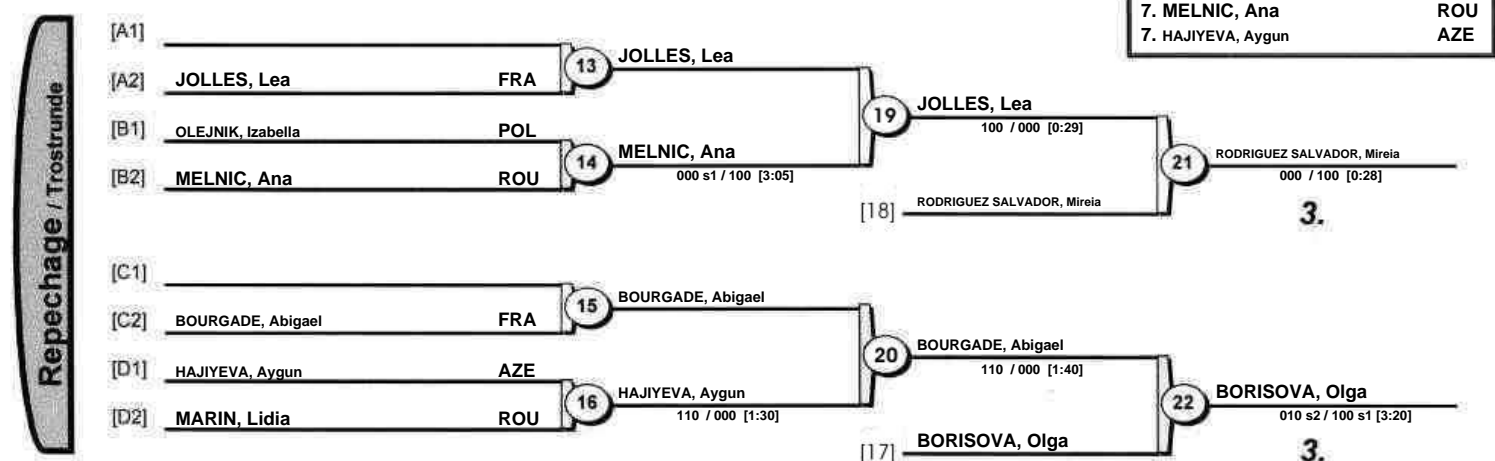 7. MELNIC, Ana ROU
7. HAJIYEVA, Aygun AZE
Repechage / Trostrunde
[A1]
13 JOLLES, Lea
[A2] JOLLES, Lea FRA
19 JOLLES, Lea
100 / 000 [0:29]
[B1] OLEJNIK, Izabella POL
14 MELNIC, Ana
000 s1 / 100 [3:05]
[B2] MELNIC, Ana ROU
21 RODRIGUEZ SALVADOR, Mireia
000 / 100 [0:28]
[18] RODRIGUEZ SALVADOR, Mireia
3.
[C1]
15 BOURGADE, Abigael
[C2] BOURGADE, Abigael FRA
20 BOURGADE, Abigael
110 / 000 [1:40]
[D1] HAJIYEVA, Aygun AZE
16 HAJIYEVA, Aygun
110 / 000 [1:30]
[D2] MARIN, Lidia ROU
22 BORISOVA, Olga
010 s2 / 100 s1 [3:20]
[17] BORISOVA, Olga
3.